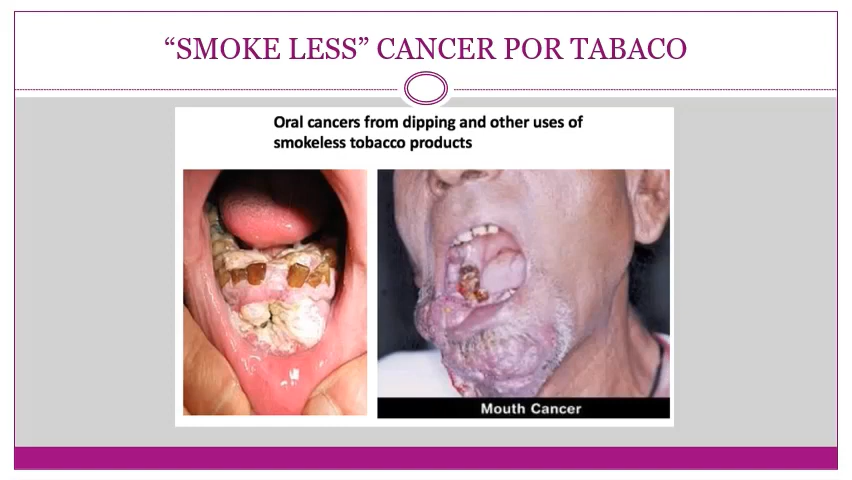 “SMOKE LESS” CANCER POR TABACO
Oral cancers from dipping and other uses of
smokeless tobacco products
Mouth Cancer